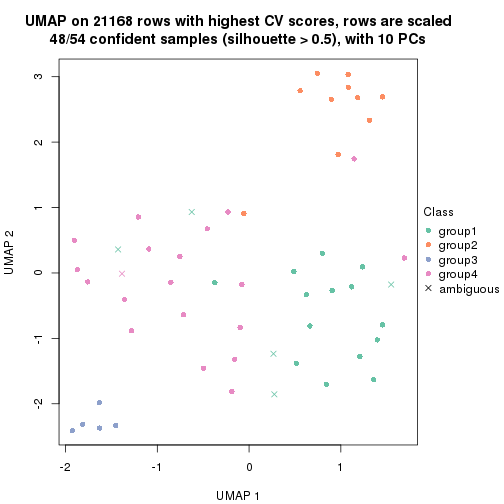 UMAP on 21168 rows with highest CV scores, rows are scaled
48/54 confident samples (silhouette > 0.5), with 10 PCs
3
2
1
0
-1
-2
UMAP 2
-2
-1
0
1
UMAP 1
Class
group1
group2
group3
group4
ambiguous